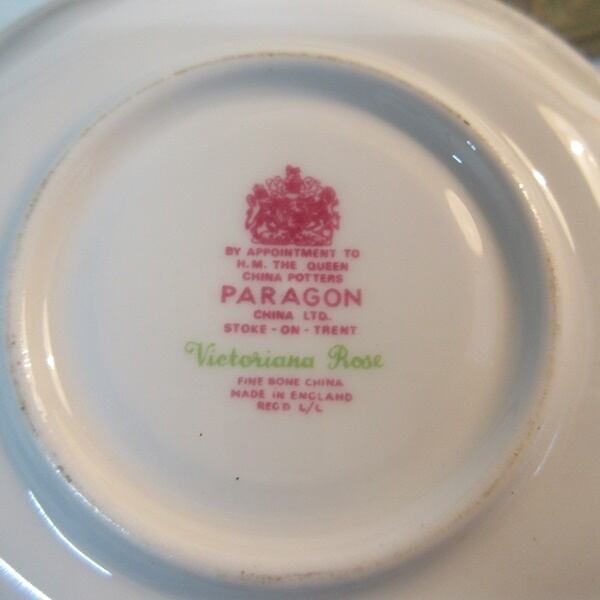 BY APPOINTMENT TO
H.M. THE QUEEN
CHINA POTTERS
PARAGON
CHINA LTD.
STOKE - ON - TRENT
Victoriana Rose
FINE BONE CHINA
MADE IN ENGLAND
REG'D L/L